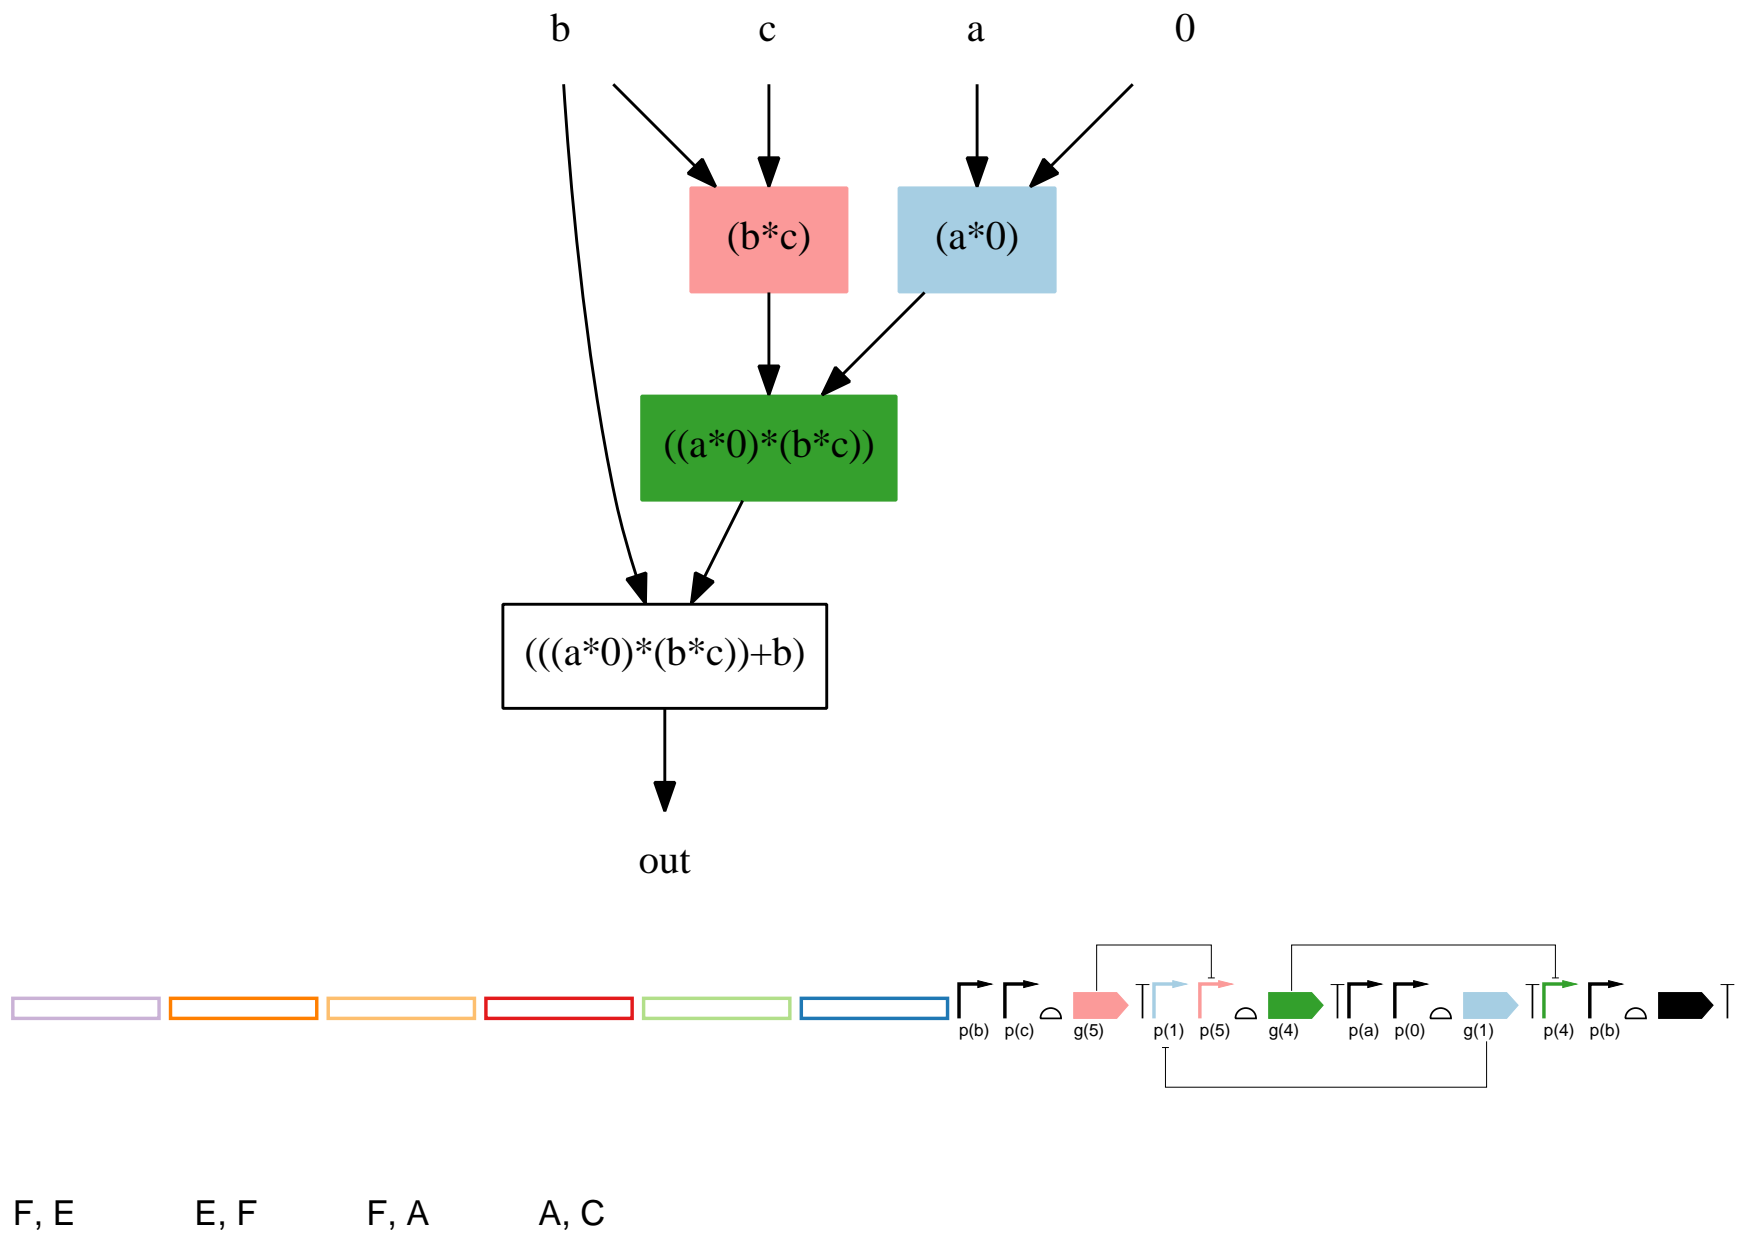 b c a 0
(b*c) (a*0)
((a*0)*(b*c))
(((a*0)*(b*c))+b)
out
p(b) p(c) g(5) p(1) p(5) g(4) p(a) p(0) g(1) p(4) p(b)
F, E E, F F, A A, C